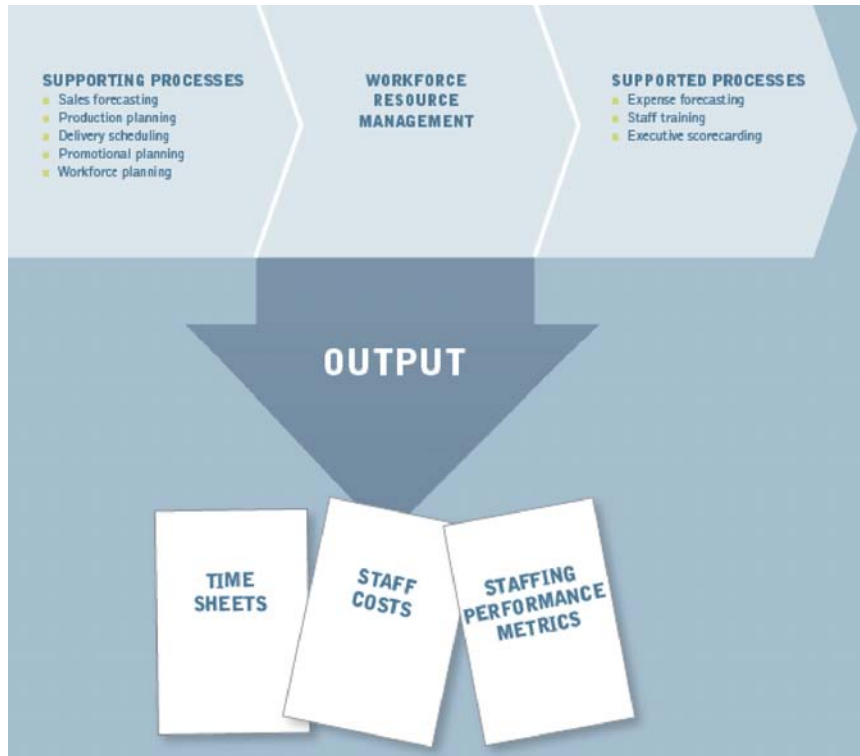 SUPPORTING PROCESSES
Sales forecasting
Production planning
Delivery scheduling
Promotional planning
Workforce planning
WORKFORCE
RESOURCE
MANAGEMENT
SUPPORTED PROCESSES
Expense forecasting
Staff training
Executive scorecarding
OUTPUT
TIME
SHEETS
STAFF
COSTS
STAFFING
PERFORMANCE
METRICS